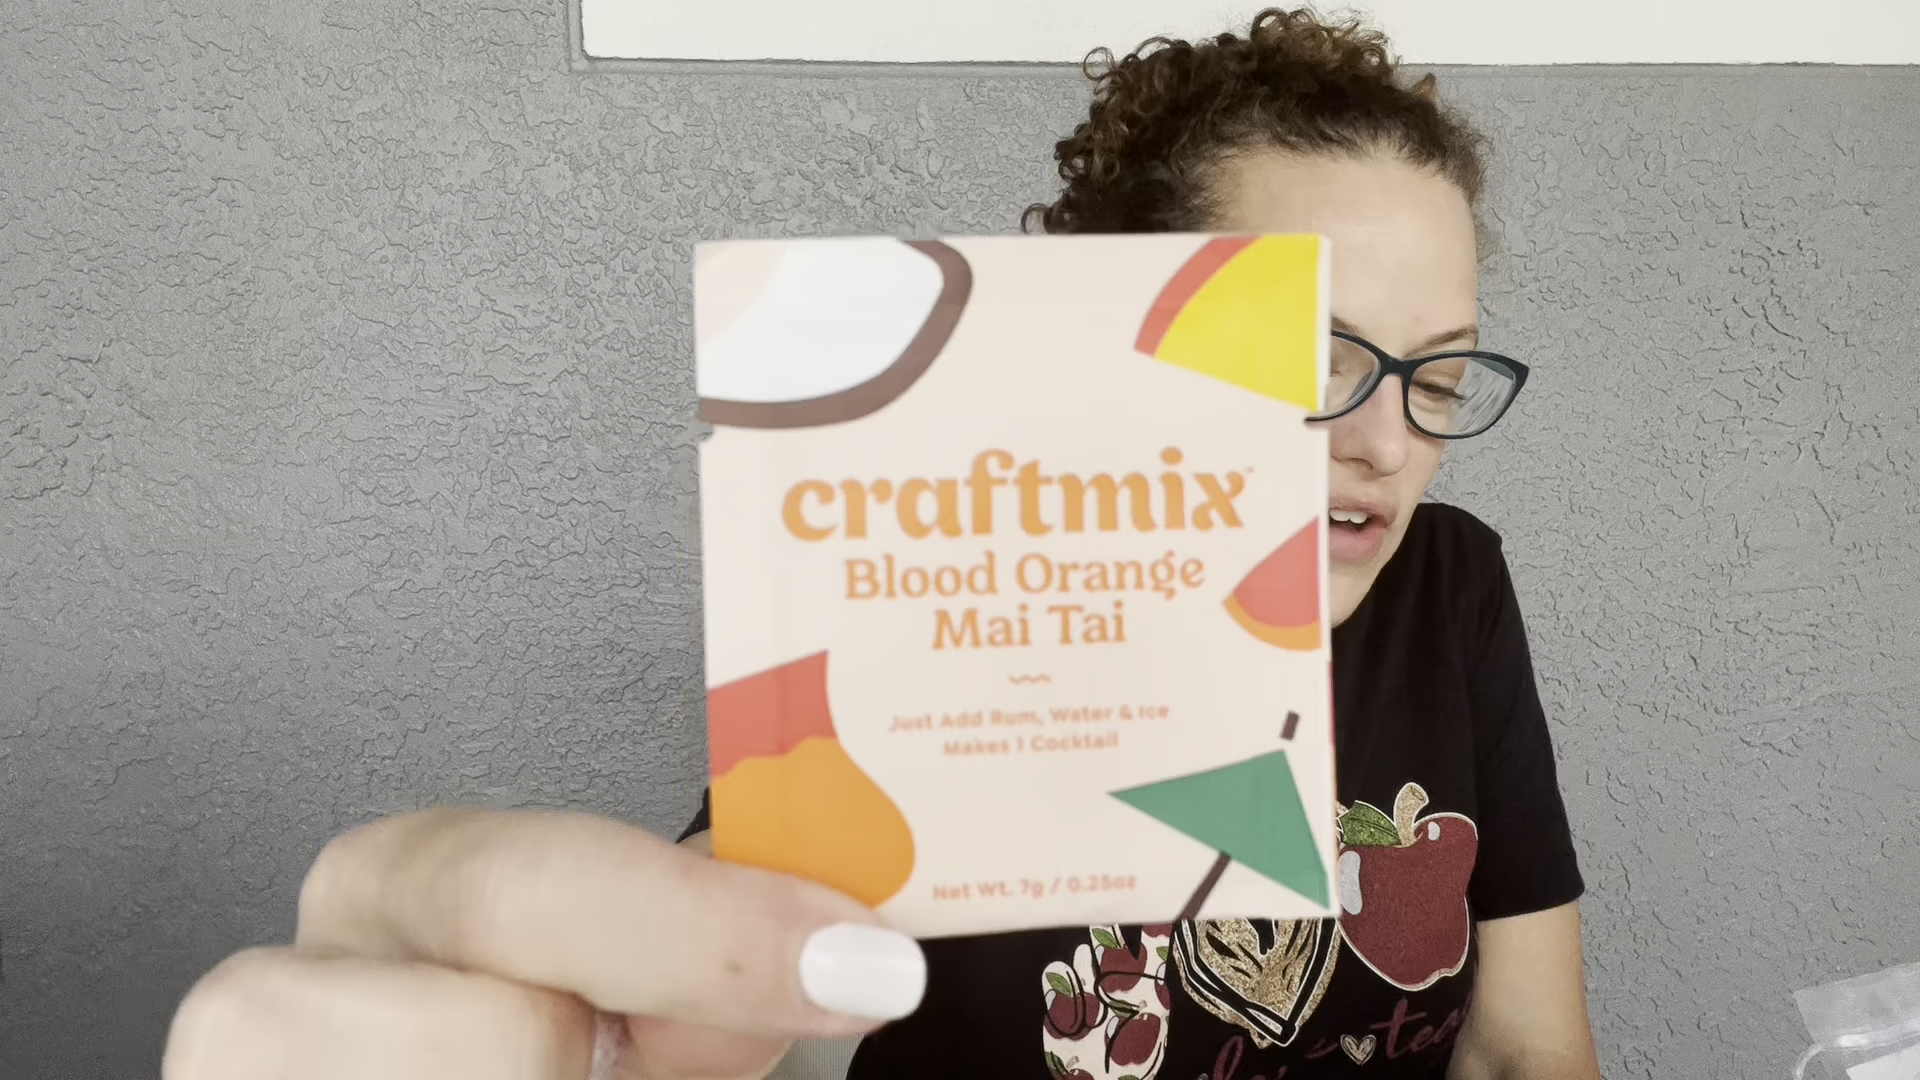 craftmix
Blood Orange
Mai Tai
Just Add Rum, Water & Ice
Makes 1 Cocktail
Net Wt. 7g / 0.25oz